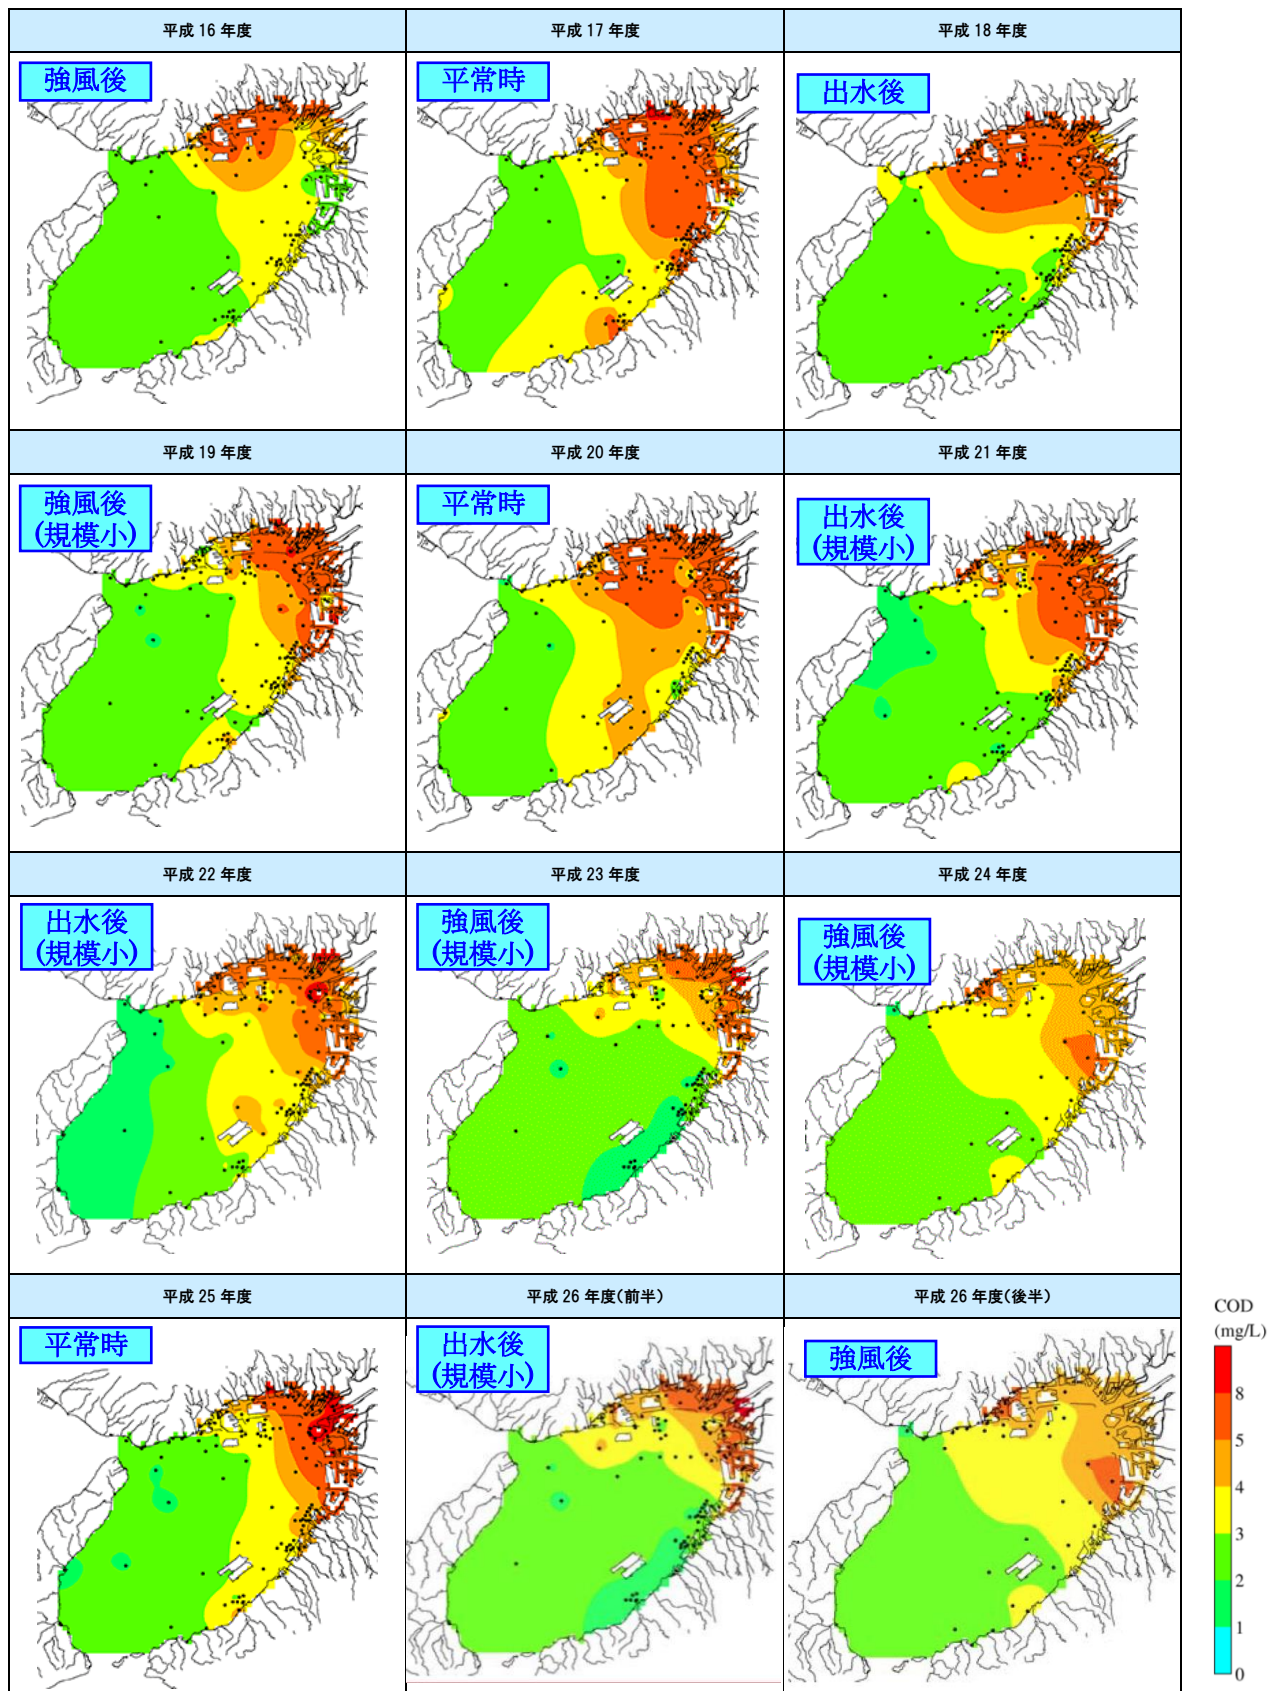 平成 16 年度
平成 17 年度
平成 18 年度
強風後
平常時
出水後
平成 19 年度
平成 20 年度
平成 21 年度
強風後
(規模小)
平常時
出水後
(規模小)
平成 22 年度
平成 23 年度
平成 24 年度
出水後
(規模小)
強風後
(規模小)
強風後
(規模小)
平成 25 年度
平成 26 年度(前半)
平成 26 年度(後半)
平常時
出水後
(規模小)
強風後
COD
(mg/L)
8
5
4
3
2
1
0